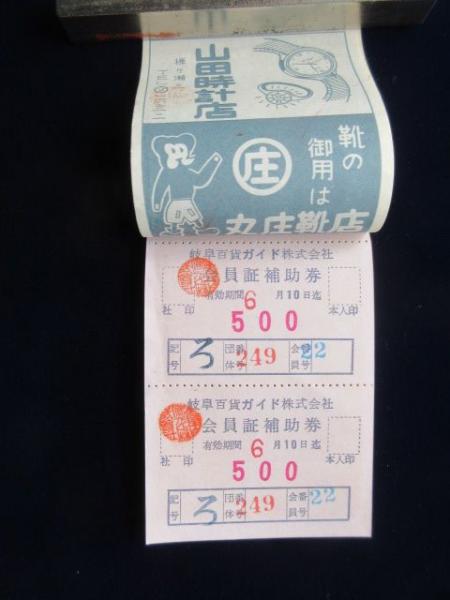 山田時計店
靴の
御用は
庄
丸庄靴店
岐阜百貨ガイド株式会社
会員証補助券
有効期間6月10日迄
社印
本人印
500
記号
ろ
団体番号
249
会員番号
22
岐阜百貨ガイド株式会社
会員証補助券
有効期間6月10日迄
社印
本人印
500
記号
ろ
団体番号
249
会員番号
22